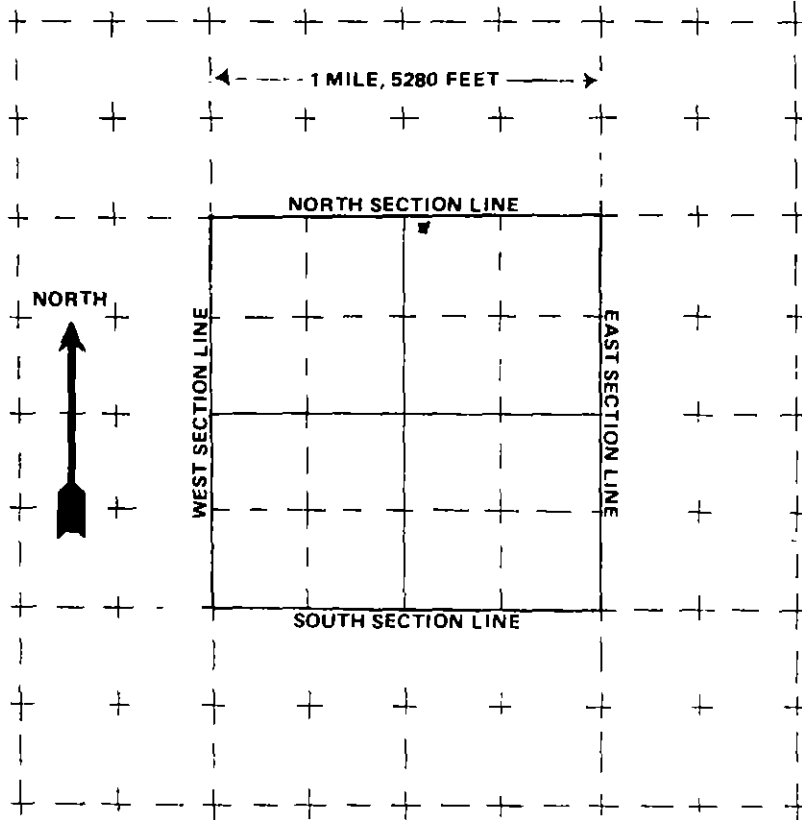 1 MILE, 5280 FEET
NORTH SECTION LINE
NORTH
WEST SECTION LINE
EAST SECTION LINE
SOUTH SECTION LINE